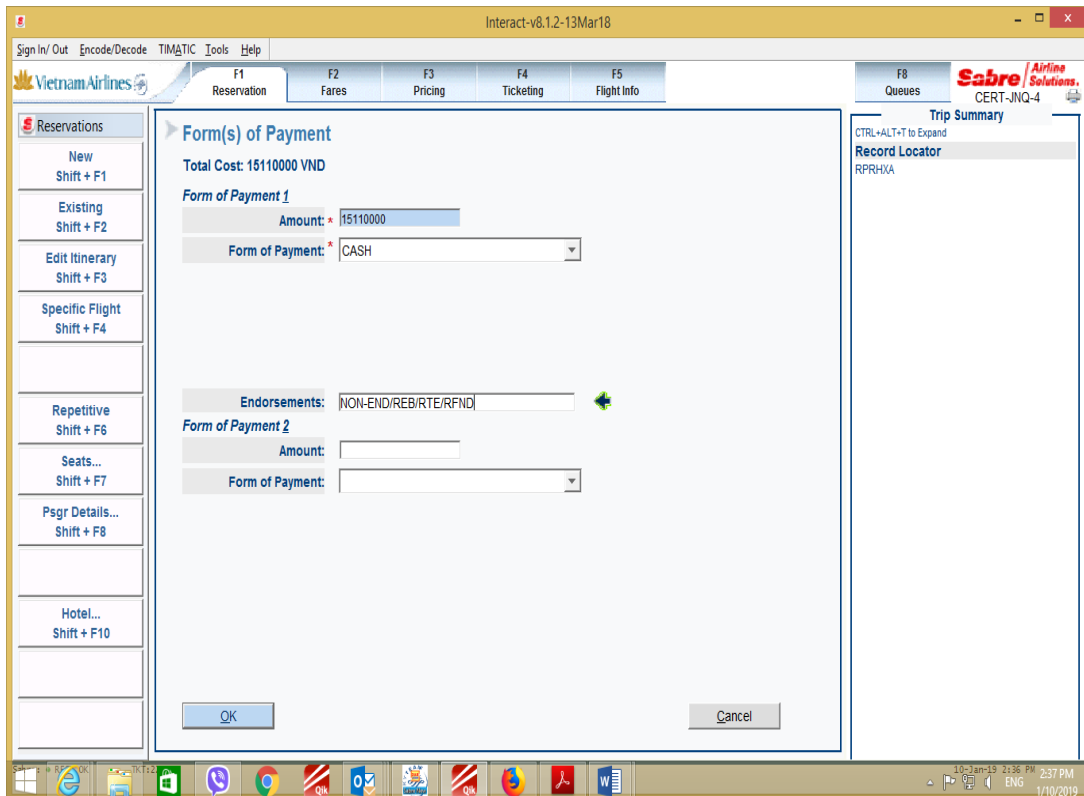 Interact-v8.1.2-13Mar18
Sign In/ Out Encode/Decode TIMATIC Tools Help
Vietnam Airlines
F1
Reservation
F2
Fares
F3
Pricing
F4
Ticketing
F5
Flight Info
F8
Queues
Sabre Airline Solutions.
CERT-JNQ-4
Reservations
New
Shift + F1
Existing
Shift + F2
Edit Itinerary
Shift + F3
Specific Flight
Shift + F4
Repetitive
Shift + F6
Seats...
Shift + F7
Psgr Details...
Shift + F8
Hotel...
Shift + F10
Form(s) of Payment
Total Cost: 15110000 VND
Form of Payment 1
Amount: * 15110000
Form of Payment: * CASH
Endorsements: NON-END/REB/RTE/RFND
Form of Payment 2
Amount:
Form of Payment:
OK
Cancel
Trip Summary
CTRL+ALT+T to Expand
Record Locator
RPRHXA
Qik
Qik
10-Jan-19 2:36 PM
2:37 PM
ENG
1/10/2019